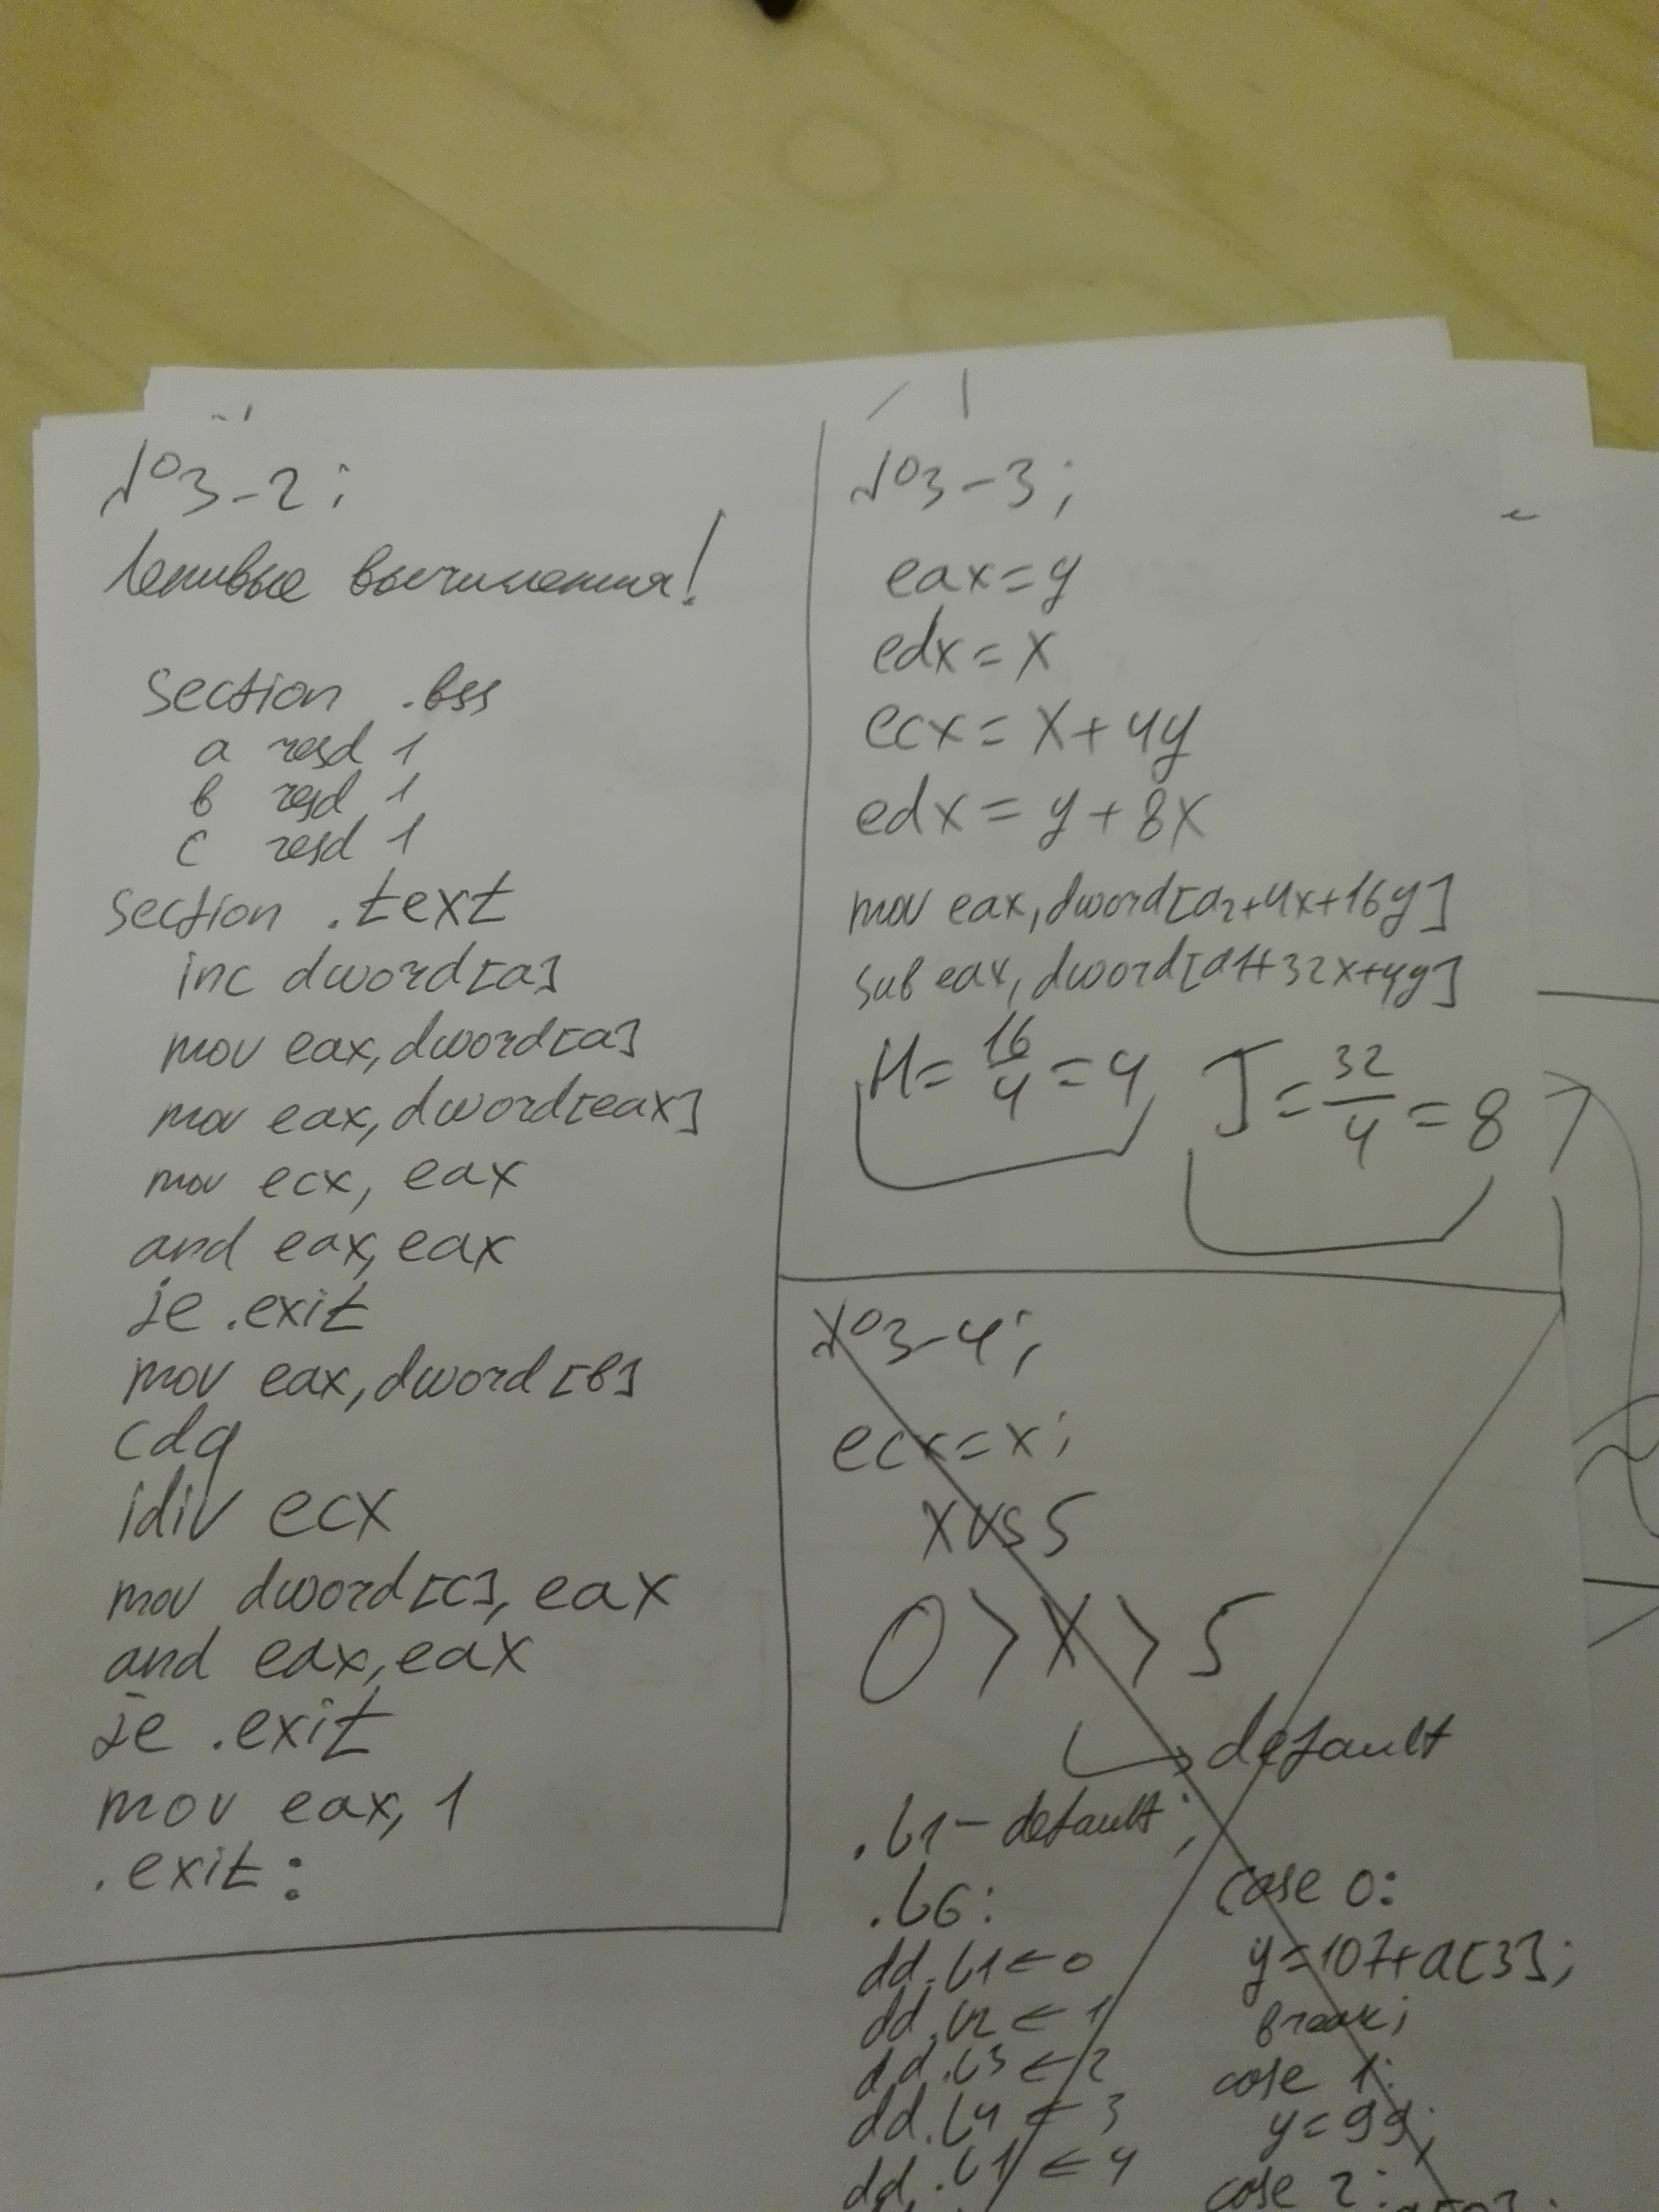 №3-2;
Ленивые вычисления!
section .bss
a resd 1
b resd 1
c resd 1
section .text
inc dword[a]
mov eax, dword[a]
mov eax, dword[eax]
mov ecx, eax
and eax, eax
je .exit
mov eax, dword[b]
cdq
idiv ecx
mov dword[c], eax
and eax, eax
je .exit
mov eax, 1
.exit:
№3-3;
eax=y
edx=x
ecx=x+4y
edx=y+8x
mov eax, dword[a2+4x+16y]
sub eax, dword[a1+32x+4y]
M=16/4=4 J=32/4=8
№3-4;
ecx=x;
x vs 5
0>x>5
default
.L1-default;
.L6:
dd .L1 ← 0
dd .L2 ← 1
dd .L3 ← 2
dd .L4 ← 3
dd .L1 ← 4
case 0:
y=107+a[3];
break;
case 1:
y=99;
case 2: